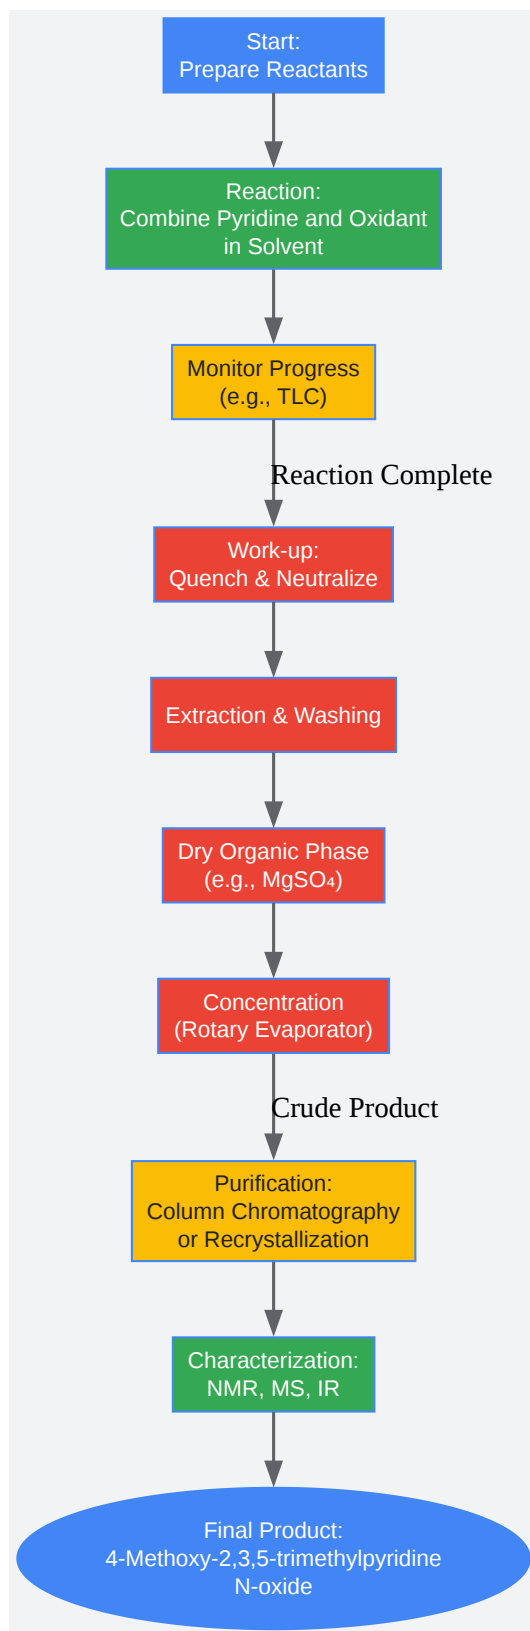 Start:
Prepare Reactants
Reaction:
Combine Pyridine and Oxidant
in Solvent
Monitor Progress
(e.g., TLC)
Reaction Complete
Work-up:
Quench & Neutralize
Extraction & Washing
Dry Organic Phase
(e.g., MgSO₄)
Concentration
(Rotary Evaporator)
Crude Product
Purification:
Column Chromatography
or Recrystallization
Characterization:
NMR, MS, IR
Final Product:
4-Methoxy-2,3,5-trimethylpyridine
N-oxide